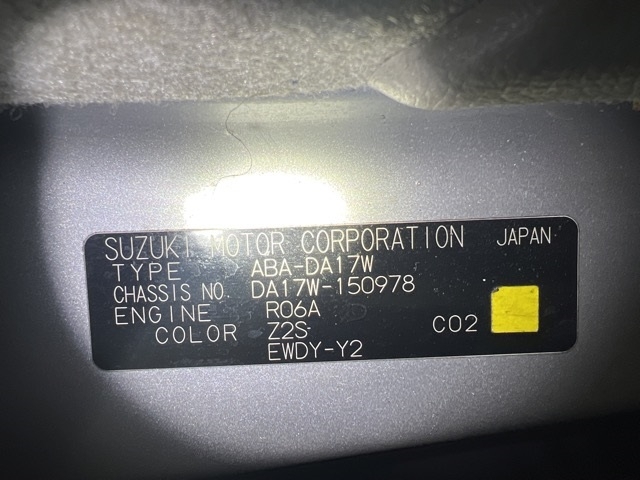 SUZUKI MOTOR CORPORATION JAPAN
TYPE ABA-DA17W
CHASSIS NO. DA17W-150978
ENGINE R06A
COLOR Z2S-
EWDY-Y2
C02